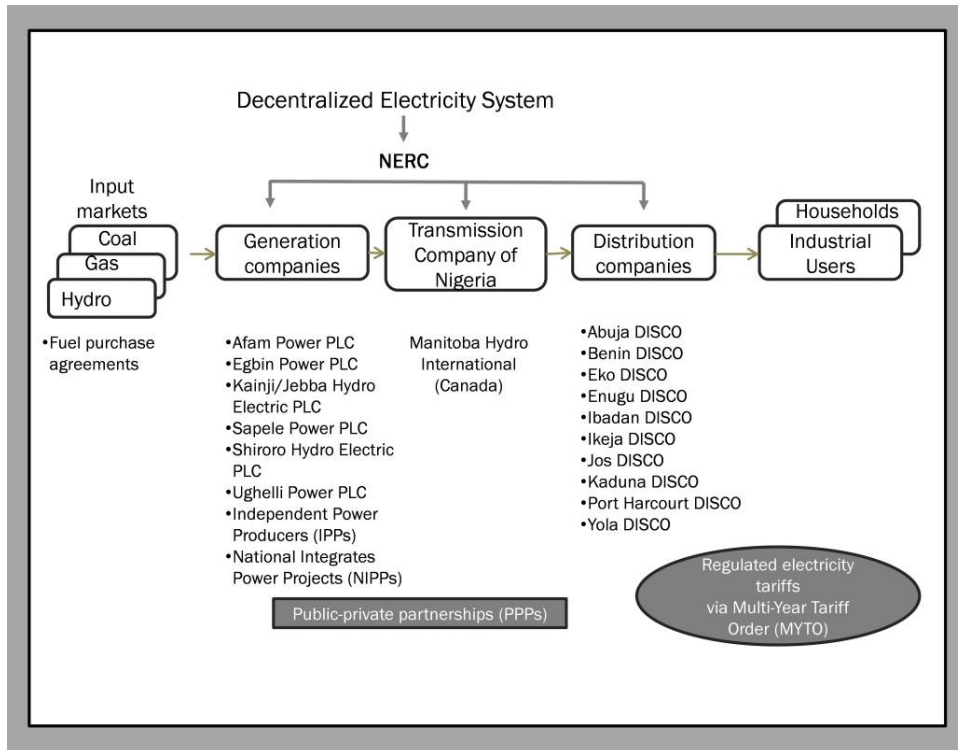 Decentralized Electricity System
NERC
Input
markets
Coal
Gas
Hydro
Generation
companies
Transmission
Company of
Nigeria
Distribution
companies
Households
Industrial
Users
•Fuel purchase
agreements
•Afam Power PLC
•Egbin Power PLC
•Kainji/Jebba Hydro
Electric PLC
•Sapele Power PLC
•Shiroro Hydro Electric
PLC
•Ughelli Power PLC
•Independent Power
Producers (IPPs)
•National Integrates
Power Projects (NIPPs)
Manitoba Hydro
International
(Canada)
•Abuja DISCO
•Benin DISCO
•Eko DISCO
•Enugu DISCO
•Ibadan DISCO
•Ikeja DISCO
•Jos DISCO
•Kaduna DISCO
•Port Harcourt DISCO
•Yola DISCO
Public-private partnerships (PPPs)
Regulated electricity
tariffs
via Multi-Year Tariff
Order (MYTO)